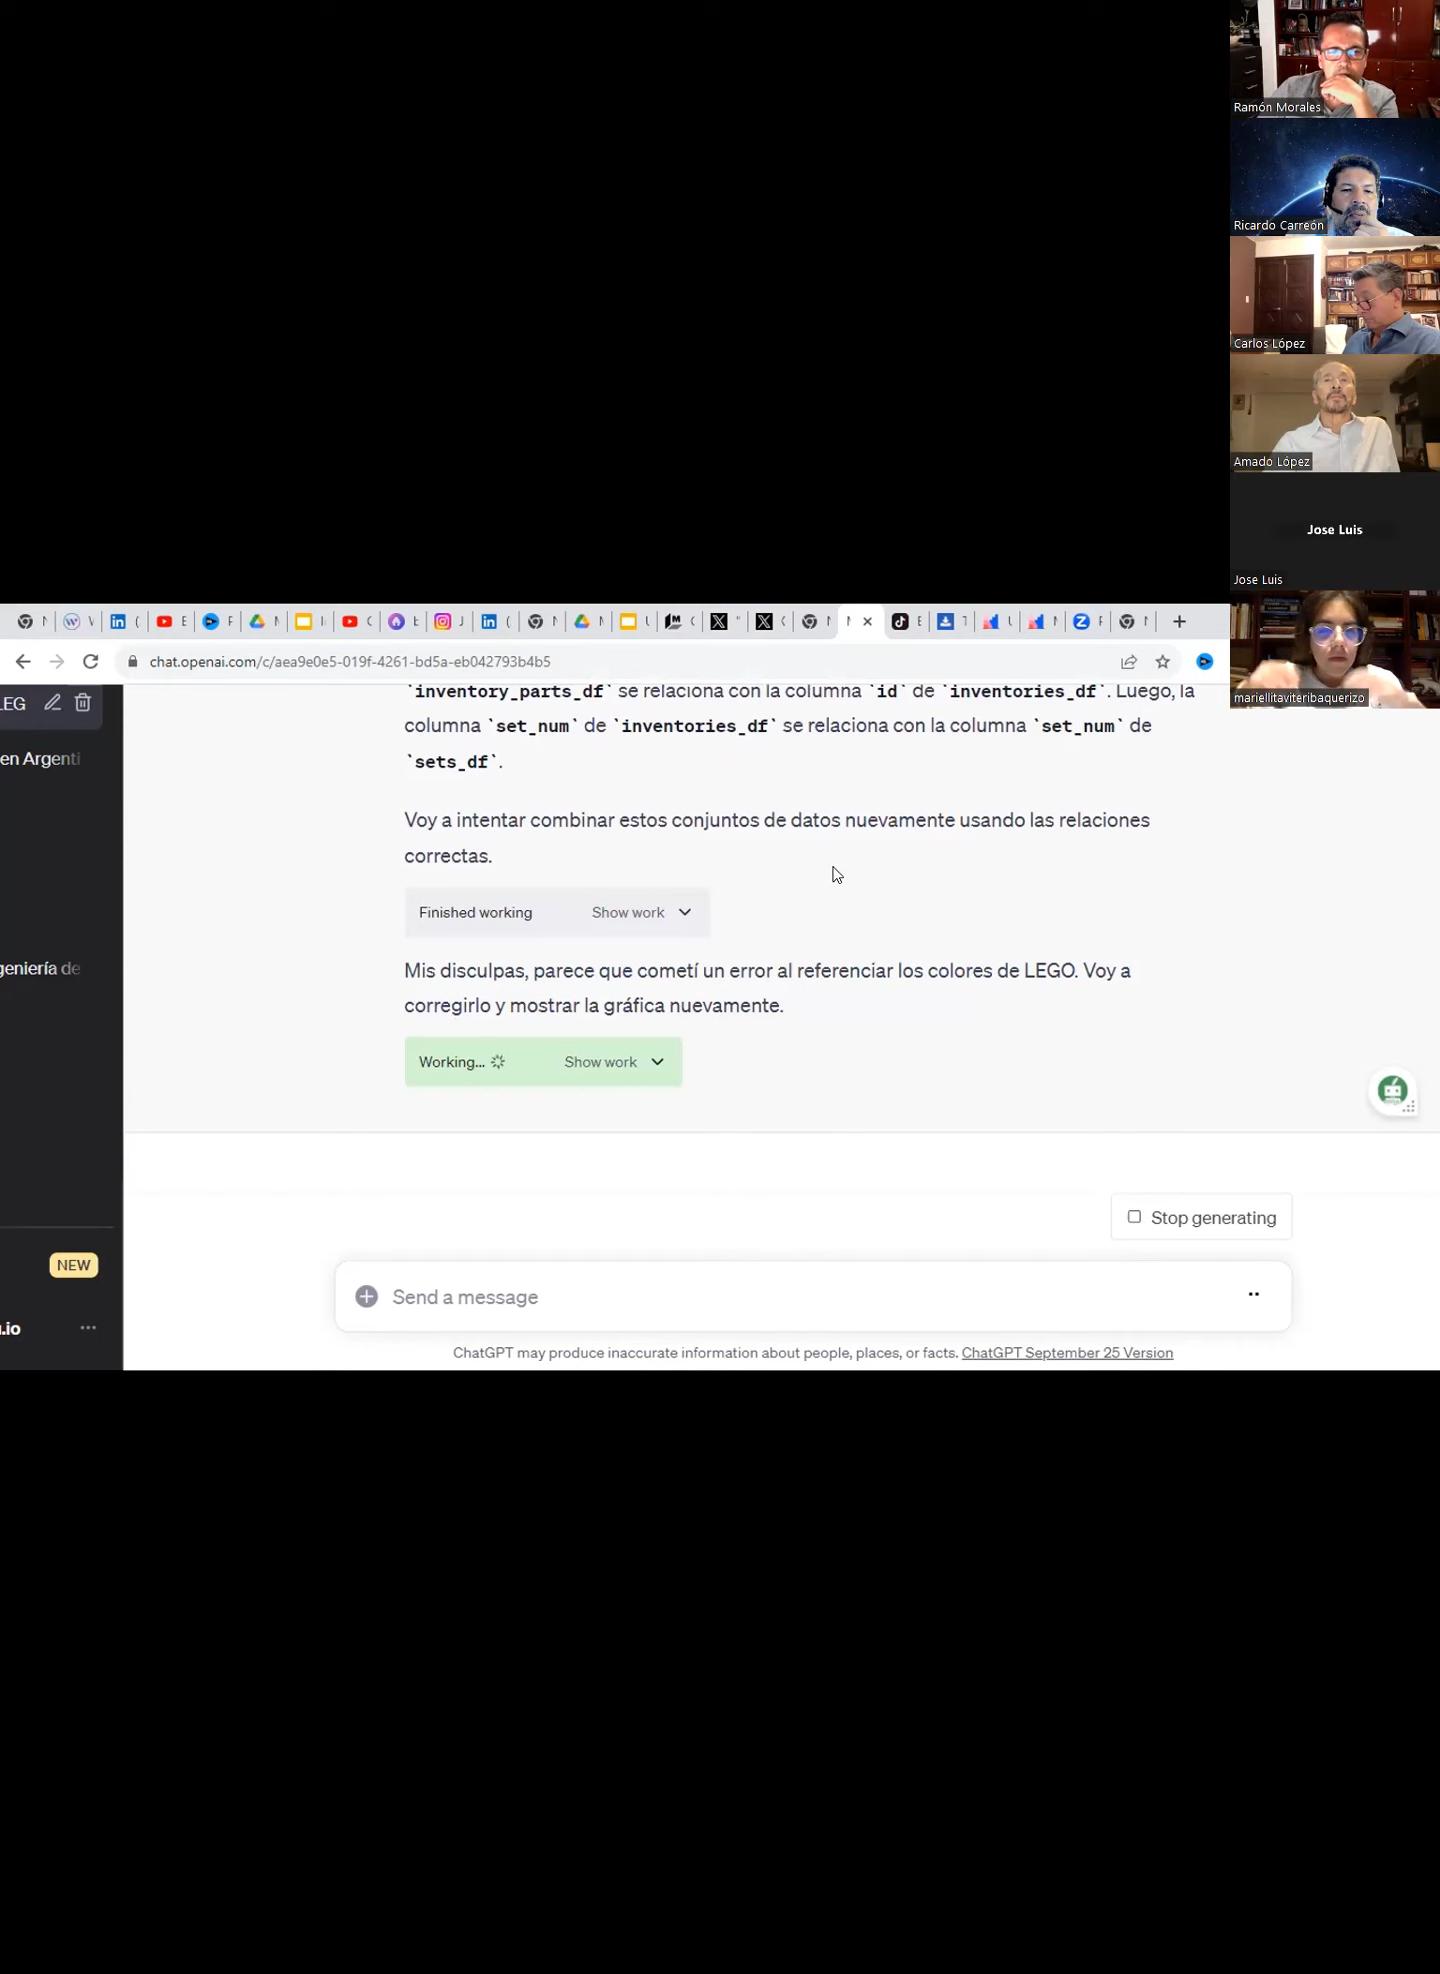 Ramón Morales
Ricardo Carreón
Carlos López
Amado López
Jose Luis
Jose Luis
mariellitaviteribaquerizo
chat.openai.com/c/aea9e0e5-019f-4261-bd5a-eb042793b4b5
LEG
en Argenti
geniería de
NEW
.io
`inventory_parts_df` se relaciona con la columna `id` de `inventories_df`. Luego, la
columna `set_num` de `inventories_df` se relaciona con la columna `set_num` de
`sets_df`.
Voy a intentar combinar estos conjuntos de datos nuevamente usando las relaciones
correctas.
Finished working Show work
Mis disculpas, parece que cometí un error al referenciar los colores de LEGO. Voy a
corregirlo y mostrar la gráfica nuevamente.
Working... Show work
Stop generating
Send a message
ChatGPT may produce inaccurate information about people, places, or facts. ChatGPT September 25 Version